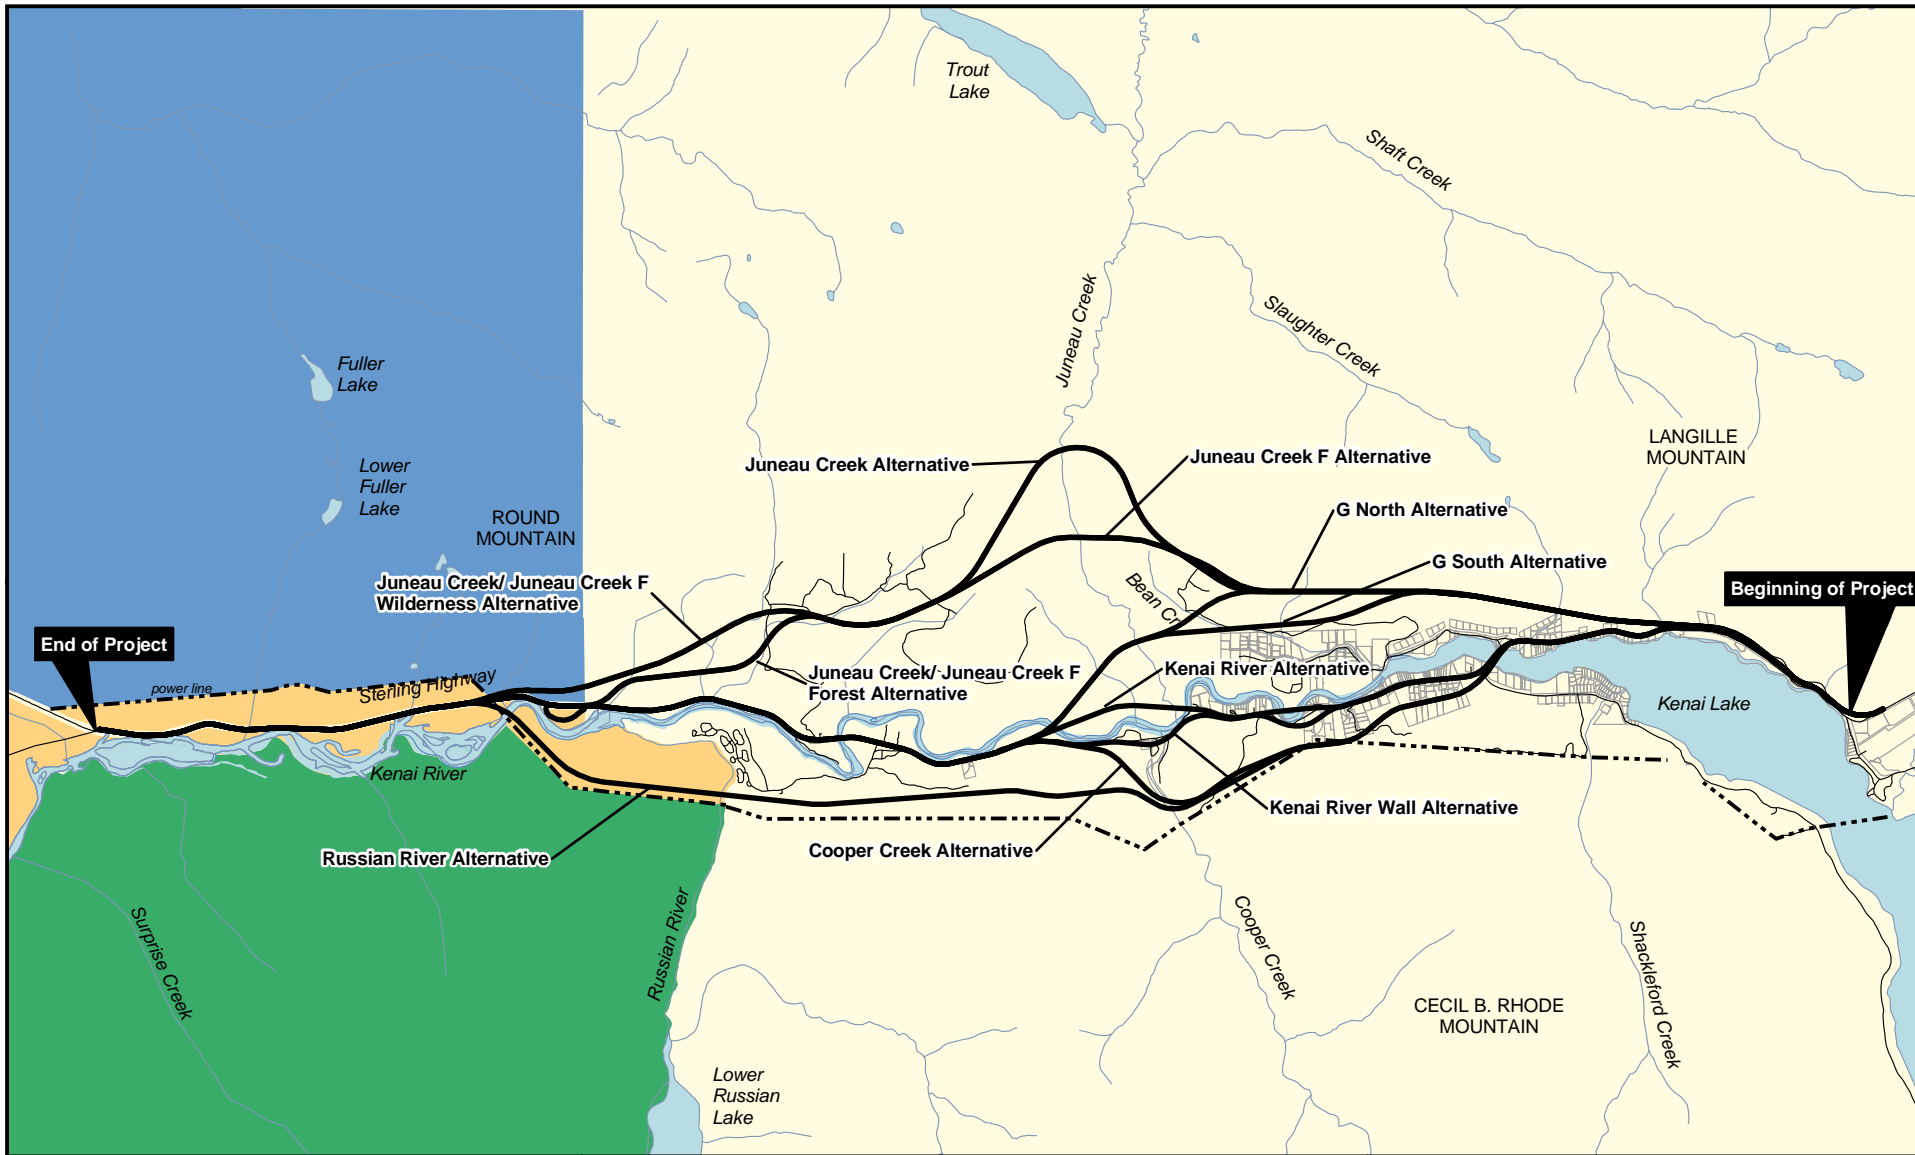 Trout
Lake
Shaft Creek
Juneau Creek
Slaughter Creek
Fuller
Lake
LANGILLE
MOUNTAIN
Juneau Creek Alternative
Juneau Creek F Alternative
Lower
Fuller
Lake
G North Alternative
ROUND
MOUNTAIN
G South Alternative
Juneau Creek/ Juneau Creek F
Wilderness Alternative
Bean Cr
Beginning of Project
End of Project
Juneau Creek/ Juneau Creek F
Forest Alternative
Kenai River Alternative
power line
Sterling Highway
Kenai Lake
Kenai River
Kenai River Wall Alternative
Russian River Alternative
Cooper Creek Alternative
Surprise Creek
Russian River
Cooper Creek
Shackleford Creek
CECIL B. RHODE
MOUNTAIN
Lower
Russian
Lake